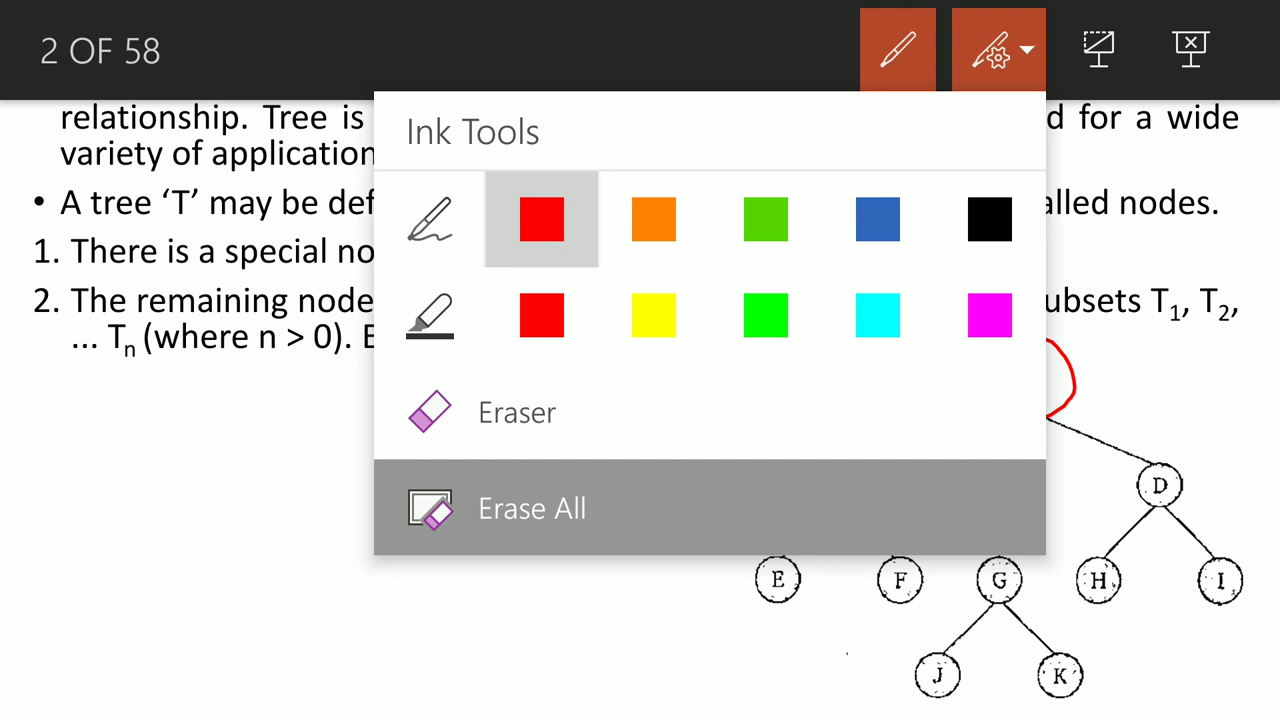 2 OF 58
relationship. Tree is
d for a wide
variety of application
Ink Tools
• A tree ‘T’ may be def
alled nodes.
1. There is a special no
2. The remaining node
ubsets T1, T2,
... Tn (where n > 0). E
Eraser
Erase All
D
E F G H I
J K